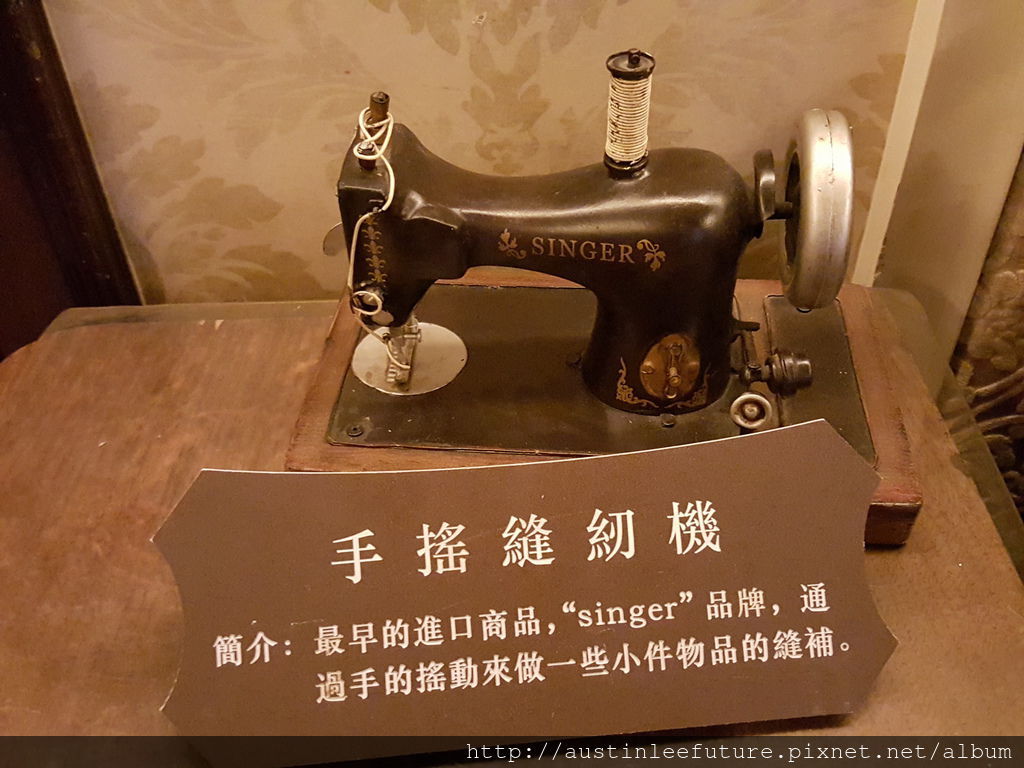 SINGER
手搖縫紉機
簡介：最早的進口商品，“singer”品牌，通
過手的搖動來做一些小件物品的縫補。
http://austinleefuture.pixnet.net/album